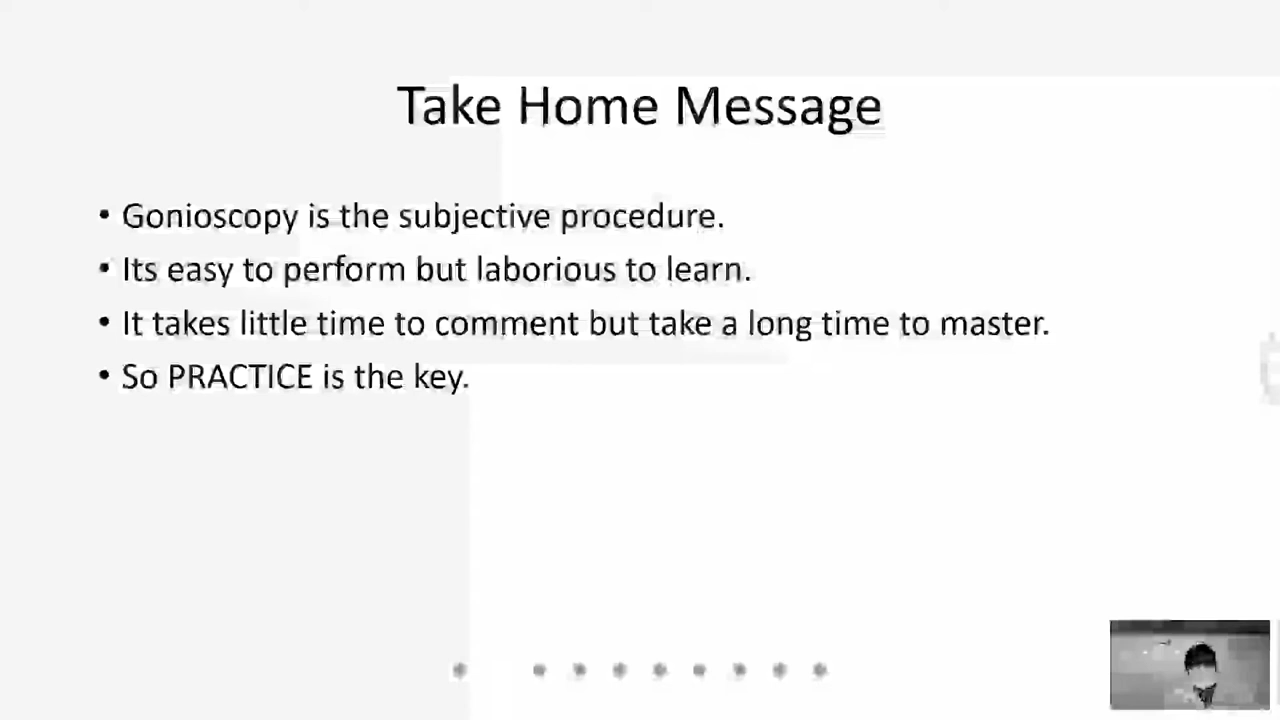 Take Home Message
• Gonioscopy is the subjective procedure.
• Its easy to perform but laborious to learn.
• It takes little time to comment but take a long time to master.
• So PRACTICE is the key.